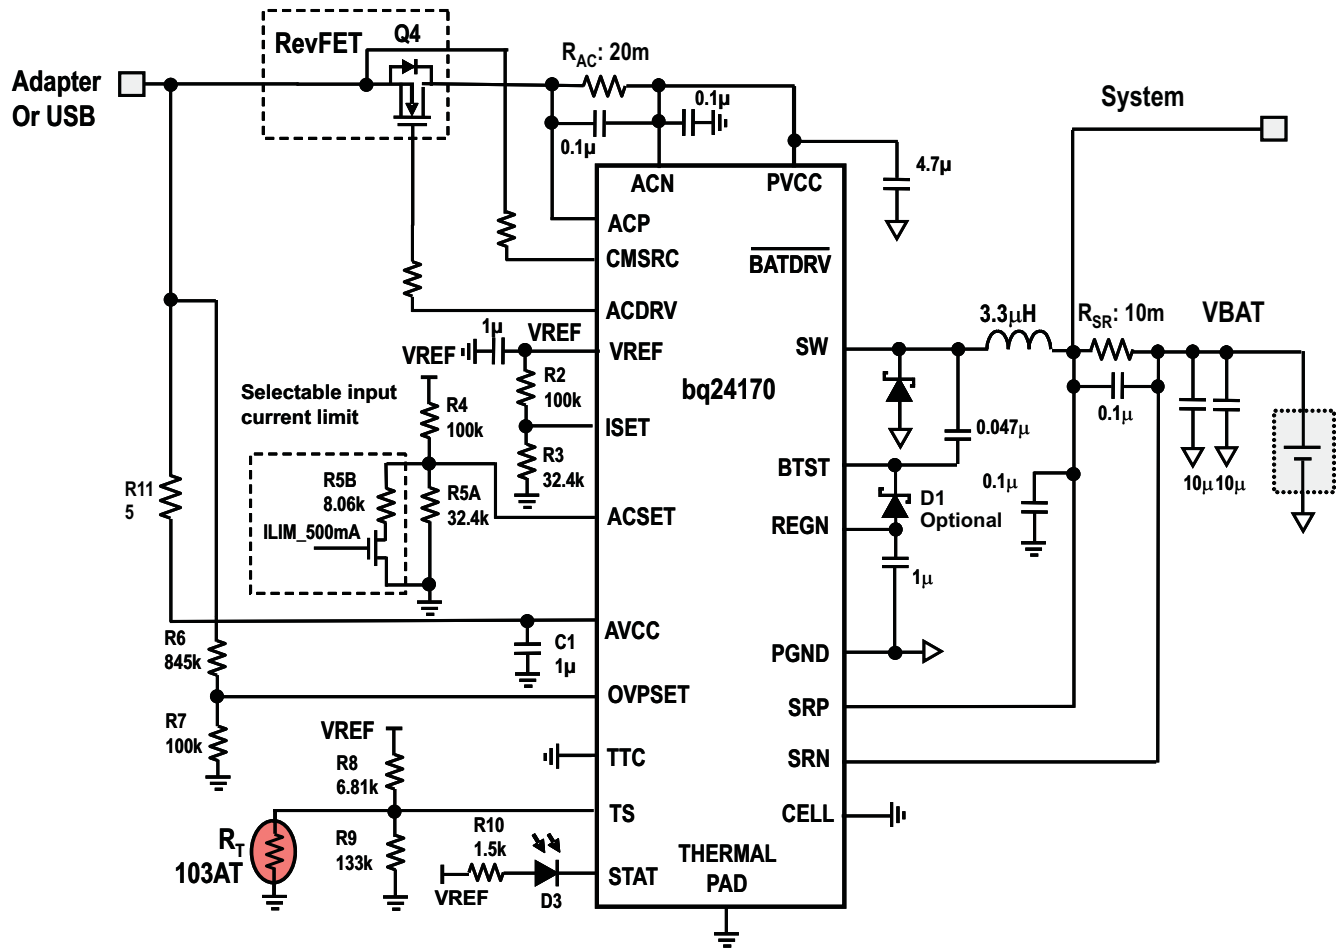 RevFET
Q4
RAC: 20m
Adapter
Or USB
0.1µ
0.1µ
System
4.7µ
ACN
PVCC
ACP
CMSRC
BATDRV
ACDRV
1µ
VREF
VREF
VREF
3.3µH
RSR: 10m
VBAT
SW
bq24170
Selectable input
current limit
R4
100k
R2
100k
ISET
0.1µ
0.047µ
R3
32.4k
R5B
8.06k
R5A
32.4k
BTST
R11
5
ILIM_500mA
ACSET
REGN
D1
Optional
0.1µ
10µ
10µ
1µ
R6
845k
AVCC
C1
1µ
PGND
OVPSET
SRP
R7
100k
VREF
TTC
SRN
R8
6.81k
TS
CELL
RT
103AT
R9
133k
R10
1.5k
VREF
D3
STAT
THERMAL
PAD